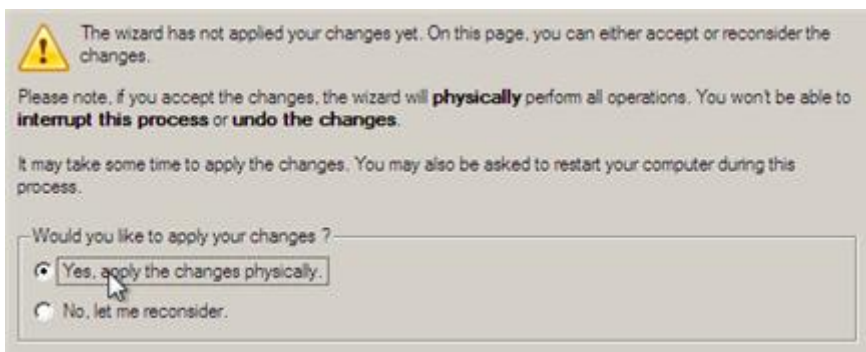 The wizard has not applied your changes yet. On this page, you can either accept or reconsider the
changes.
Please note, if you accept the changes, the wizard will physically perform all operations. You won't be able to
interrupt this process or undo the changes.
It may take some time to apply the changes. You may also be asked to restart your computer during this
process.
Would you like to apply your changes ?
Yes, apply the changes physically.
No, let me reconsider.